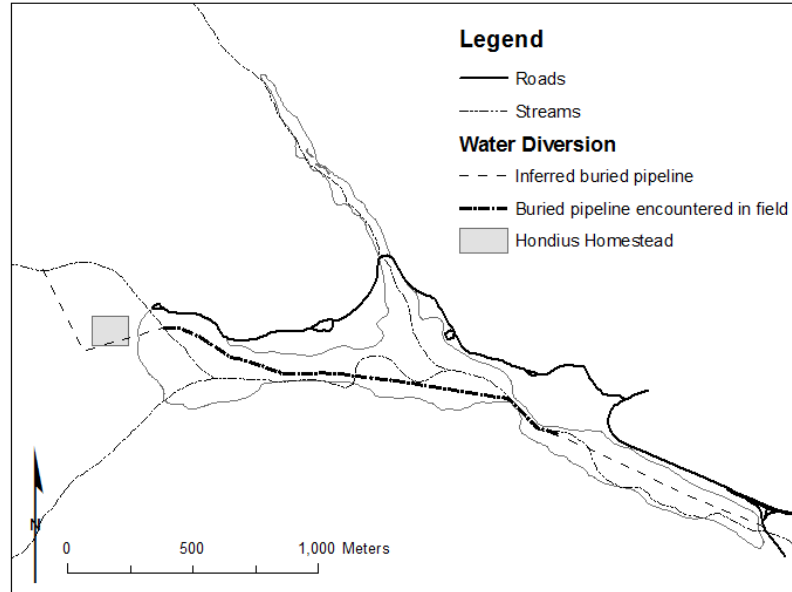 Legend
Roads
Streams
Water Diversion
Inferred buried pipeline
Buried pipeline encountered in field
Hondius Homestead
N
0 500 1,000 Meters